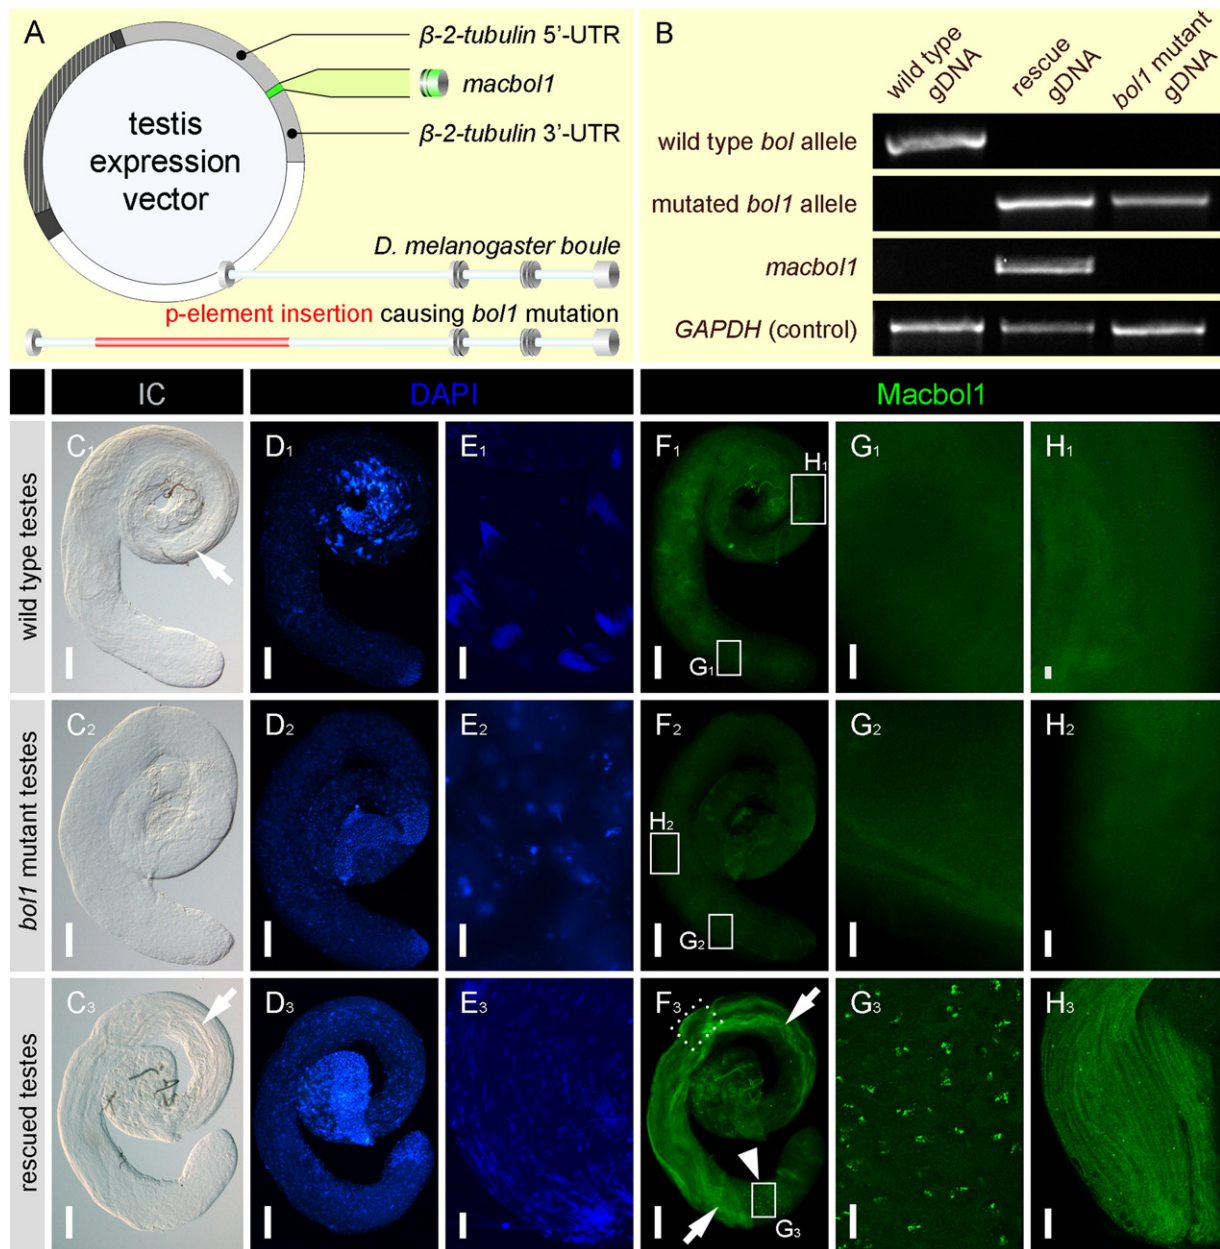 A
β-2-tubulin 5'-UTR
macbol1
β-2-tubulin 3'-UTR
testis
expression
vector
D. melanogaster boule
p-element insertion causing bol1 mutation
B
wild type
gDNA
rescue
gDNA
bol1 mutant
gDNA
wild type bol allele
mutated bol1 allele
macbol1
GAPDH (control)
IC
DAPI
Macbol1
wild type testes
C1
D1
E1
F1
H1
G1
G1
H1
bol1 mutant testes
C2
D2
E2
F2
H2
G2
G2
H2
rescued testes
C3
D3
E3
F3
G3
G3
H3